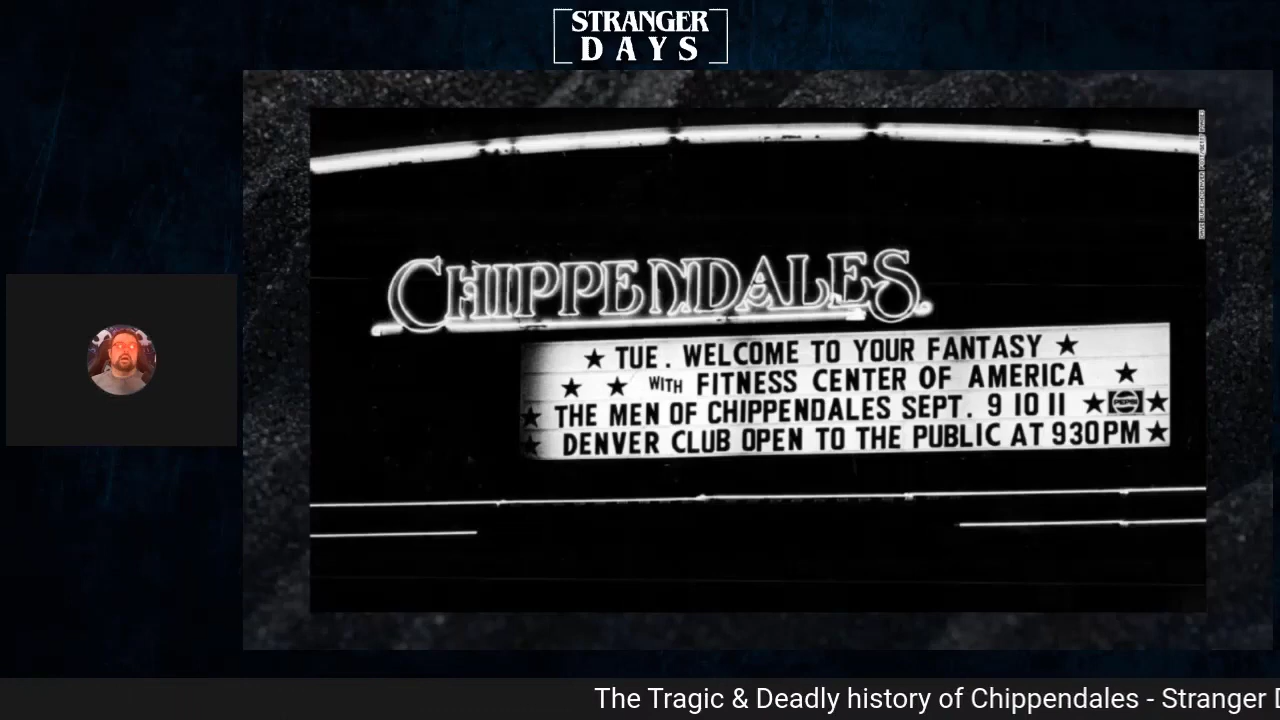 STRANGER
DAYS
CHIPPENDALES
TUE. WELCOME TO YOUR FANTASY
WITH FITNESS CENTER OF AMERICA
THE MEN OF CHIPPENDALES SEPT. 9 10 11
PEPSI
DENVER CLUB OPEN TO THE PUBLIC AT 930PM
The Tragic & Deadly history of Chippendales - Stranger